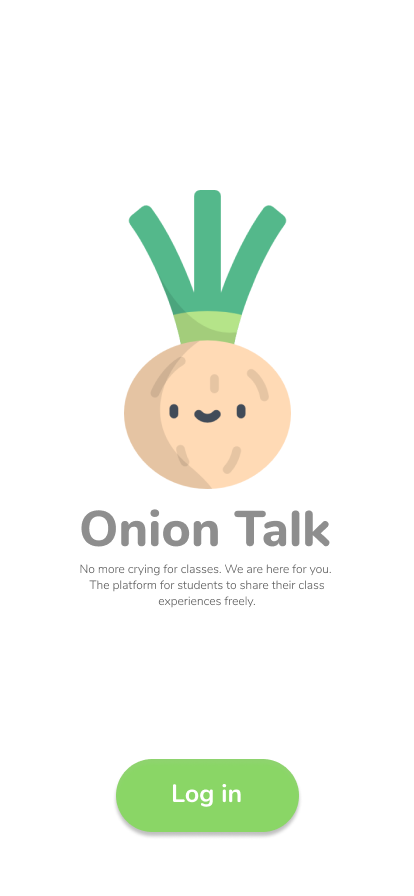 Onion Talk
No more crying for classes. We are here for you.
The platform for students to share their class
experiences freely.
Log in